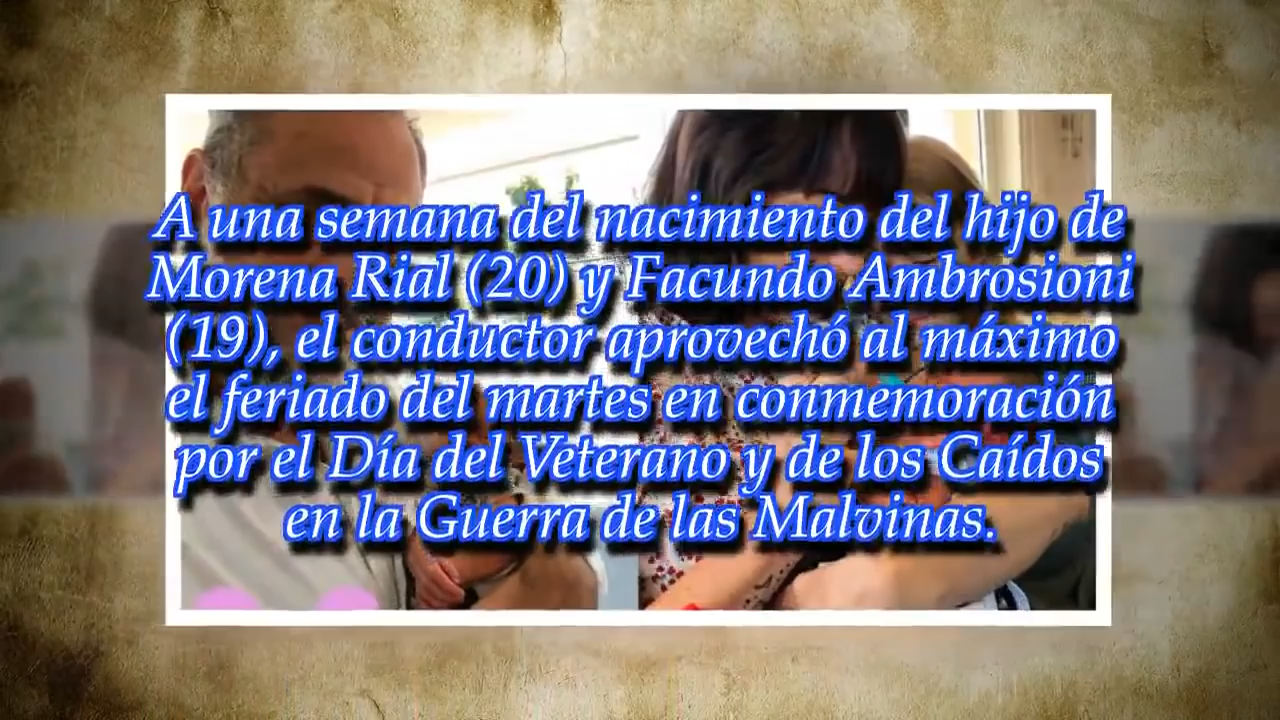 A una semana del nacimiento del hijo de
Morena Rial (20) y Facundo Ambrosioni
(19), el conductor aprovechó al máximo
el feriado del martes en conmemoración
por el Día del Veterano y de los Caídos
en la Guerra de las Malvinas.